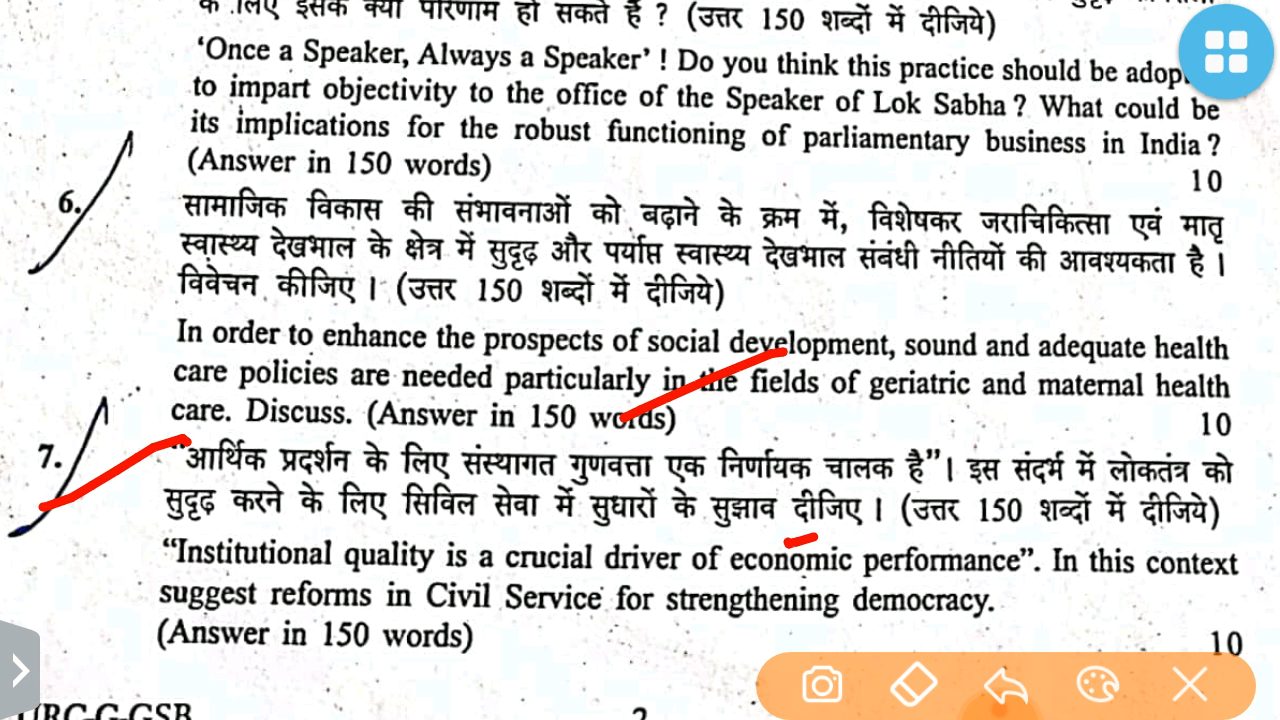 के लिए इसके क्या परिणाम हो सकते हैं ? (उत्तर 150 शब्दों में दीजिये)
‘Once a Speaker, Always a Speaker’ ! Do you think this practice should be
to impart objectivity to the office of the Speaker of Lok Sabha ? What could be
its implications for the robust functioning of parliamentary business in India ?
(Answer in 150 words) 10
6. सामाजिक विकास की संभावनाओं को बढ़ाने के क्रम में, विशेषकर जराचिकित्सा एवं मातृ
स्वास्थ्य देखभाल के क्षेत्र में सुदृढ़ और पर्याप्त स्वास्थ्य देखभाल संबंधी नीतियों की आवश्यकता है ।
विवेचन कीजिए । (उत्तर 150 शब्दों में दीजिये)
In order to enhance the prospects of social development, sound and adequate health
care policies are needed particularly in the fields of geriatric and maternal health
care. Discuss. (Answer in 150 words) 10
7. “आर्थिक प्रदर्शन के लिए संस्थागत गुणवत्ता एक निर्णायक चालक है” । इस संदर्भ में लोकतंत्र को
सुदृढ़ करने के लिए सिविल सेवा में सुधारों के सुझाव दीजिए । (उत्तर 150 शब्दों में दीजिये)
“Institutional quality is a crucial driver of economic performance”. In this context
suggest reforms in Civil Service for strengthening democracy.
(Answer in 150 words) 10
URC-G-GSB 2